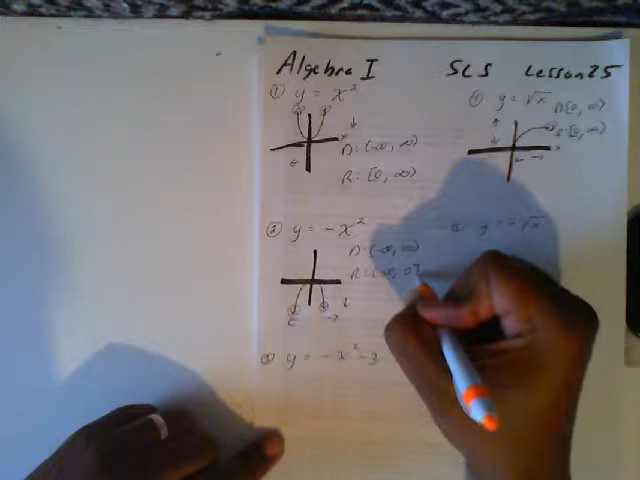 Algebra I SLS Lesson 25
① y = x²
D: (-∞, ∞)
R: [0, ∞)
② y = -x²
D: (-∞, ∞)
R: (-∞, 0]
③ y = -x² - 3
④ y = √x D: [0, ∞)
R: [0, ∞)
y = -√x